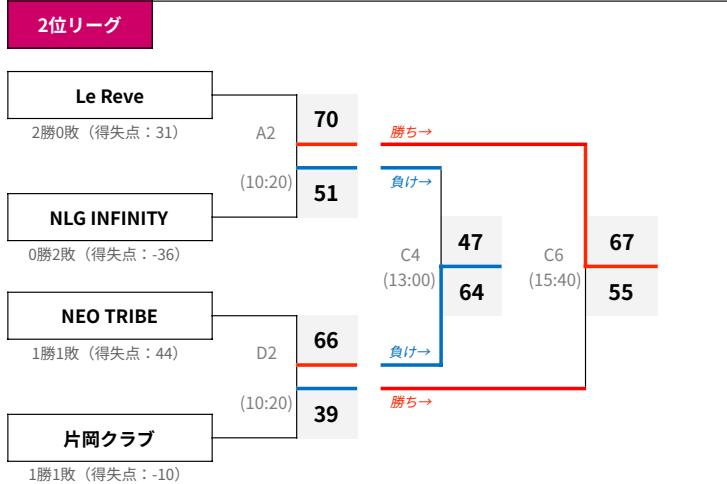 2位リーグ
Le Reve
2勝0敗（得失点：31）
A2
(10:20)
70
51
NLG INFINITY
0勝2敗（得失点：-36）
勝ち→
負け→
C4
(13:00)
47
64
C6
(15:40)
67
55
NEO TRIBE
1勝1敗（得失点：44）
D2
(10:20)
66
39
負け→
勝ち→
片岡クラブ
1勝1敗（得失点：-10）